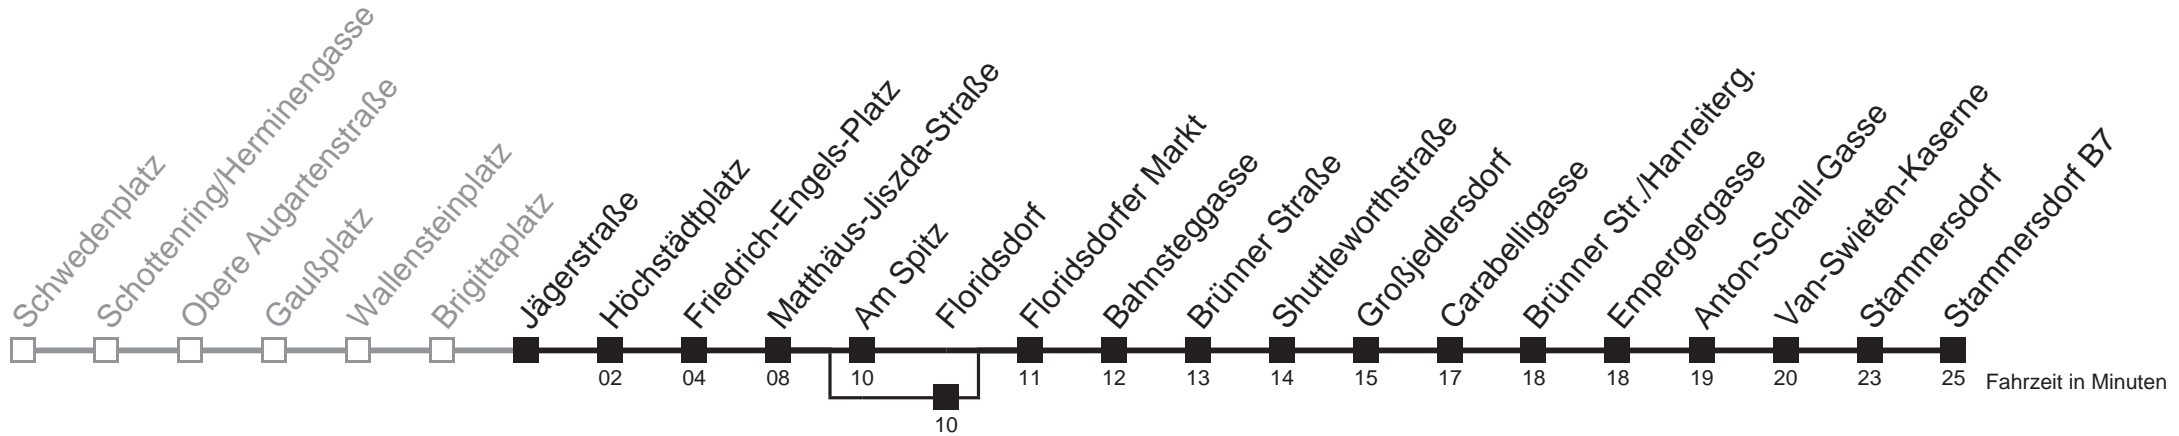 Schwedenplatz
Schottenring/Herminengasse
Obere Augartenstraße
Gaußplatz
Wallensteinplatz
Brigittaplatz
Jägerstraße
Höchstädtplatz
Friedrich-Engels-Platz
Matthäus-Jiszda-Straße
Am Spitz
Floridsdorf
Floridsdorfer Markt
Bahnsteggasse
Brünner Straße
Shuttleworthstraße
Großjedlersdorf
Carabelligasse
Brünner Str./Hanreiterg.
Empergergasse
Anton-Schall-Gasse
Van-Swieten-Kaserne
Stammersdorf
Stammersdorf B7
02 04 08 10 11 12 13 14 15 17 18 18 19 20 23 25 Fahrzeit in Minuten
10